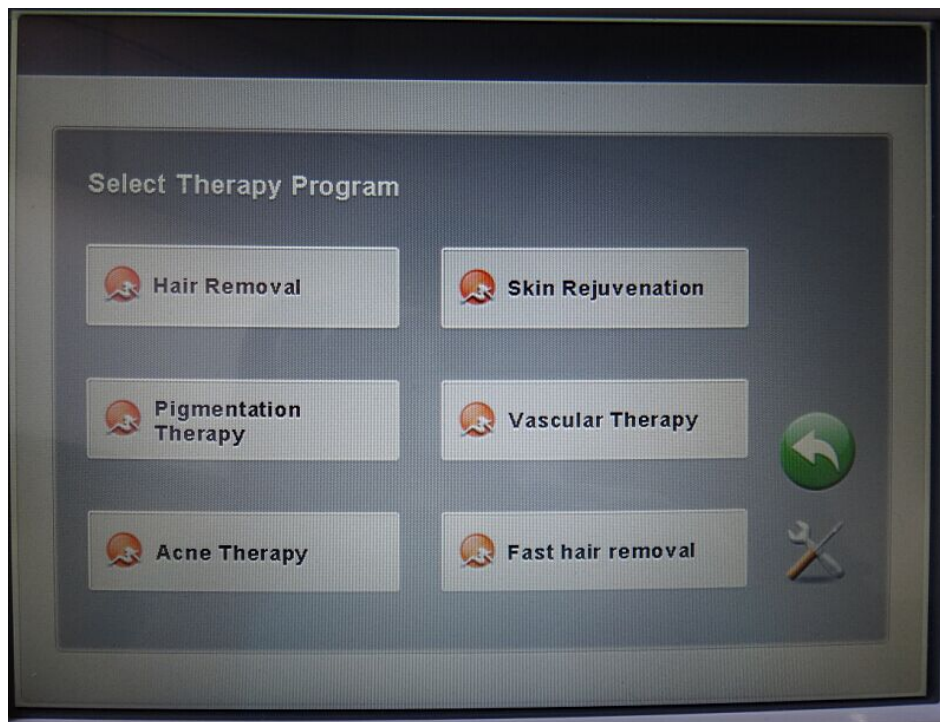 Select Therapy Program
Hair Removal
Skin Rejuvenation
Pigmentation
Therapy
Vascular Therapy
Acne Therapy
Fast hair removal